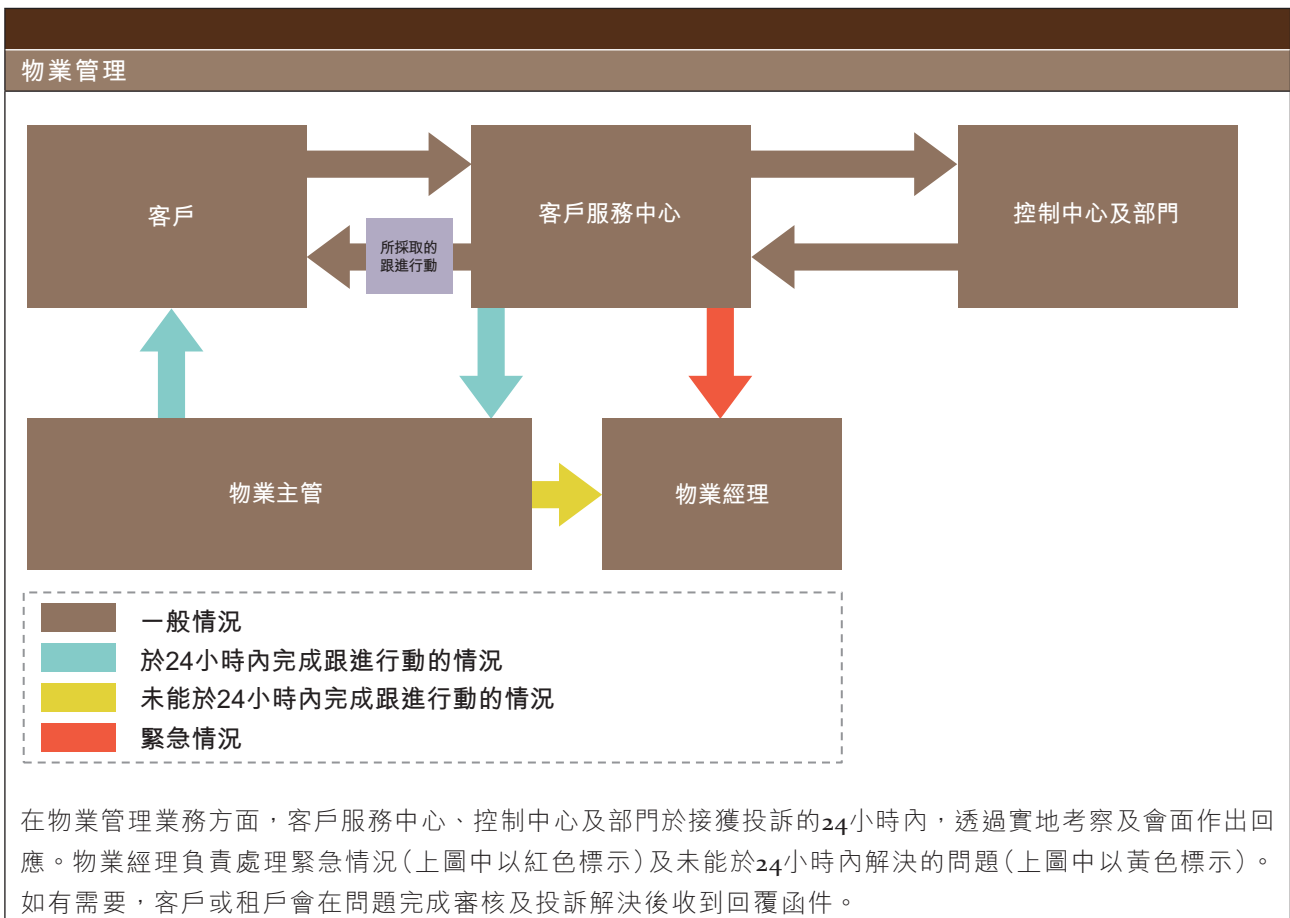 物業管理
客戶
所採取的
跟進行動
客戶服務中心
控制中心及部門
物業主管
物業經理
一般情況
於24小時內完成跟進行動的情況
未能於24小時內完成跟進行動的情況
緊急情況
在物業管理業務方面，客戶服務中心、控制中心及部門於接獲投訴的24小時內，透過實地考察及會面作出回
應。物業經理負責處理緊急情況(上圖中以紅色標示)及未能於24小時內解決的問題(上圖中以黃色標示)。
如有需要，客戶或租戶會在問題完成審核及投訴解決後收到回覆函件。